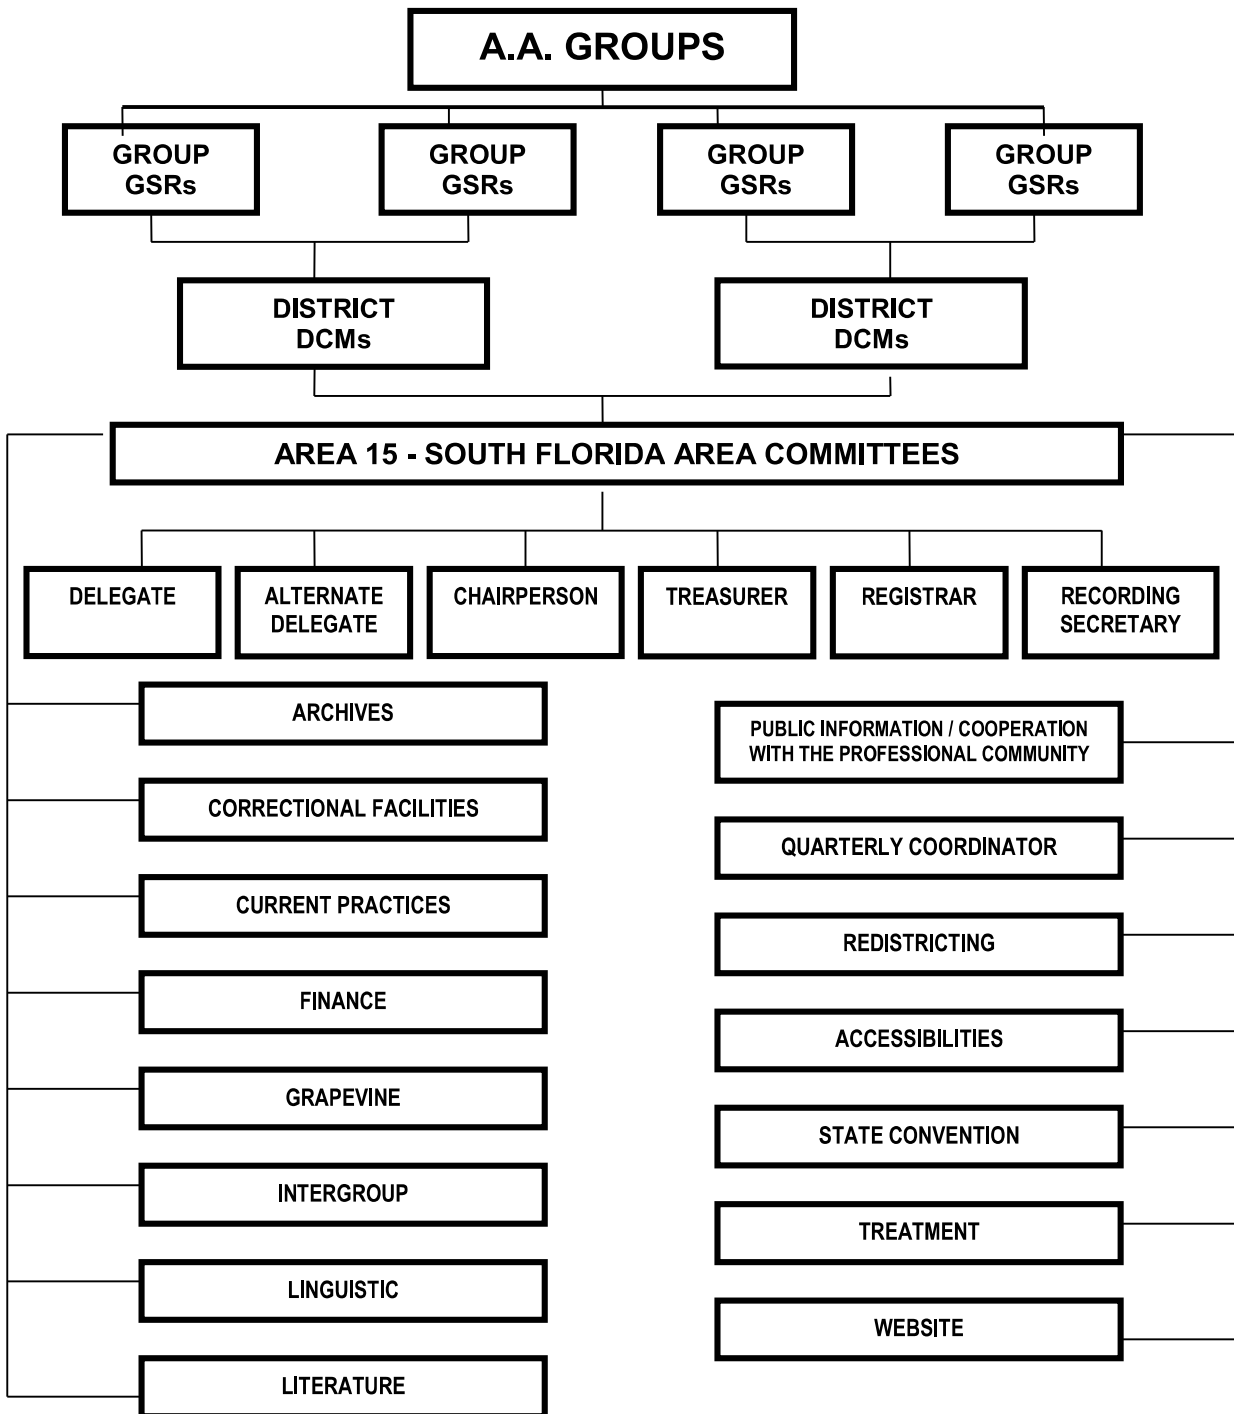 A.A. GROUPS
GROUP
GSRs
GROUP
GSRs
GROUP
GSRs
GROUP
GSRs
DISTRICT
DCMs
DISTRICT
DCMs
AREA 15 - SOUTH FLORIDA AREA COMMITTEES
DELEGATE
ALTERNATE
DELEGATE
CHAIRPERSON
TREASURER
REGISTRAR
RECORDING
SECRETARY
ARCHIVES
CORRECTIONAL FACILITIES
CURRENT PRACTICES
FINANCE
GRAPEVINE
INTERGROUP
LINGUISTIC
LITERATURE
PUBLIC INFORMATION / COOPERATION
WITH THE PROFESSIONAL COMMUNITY
QUARTERLY COORDINATOR
REDISTRICTING
ACCESSIBILITIES
STATE CONVENTION
TREATMENT
WEBSITE